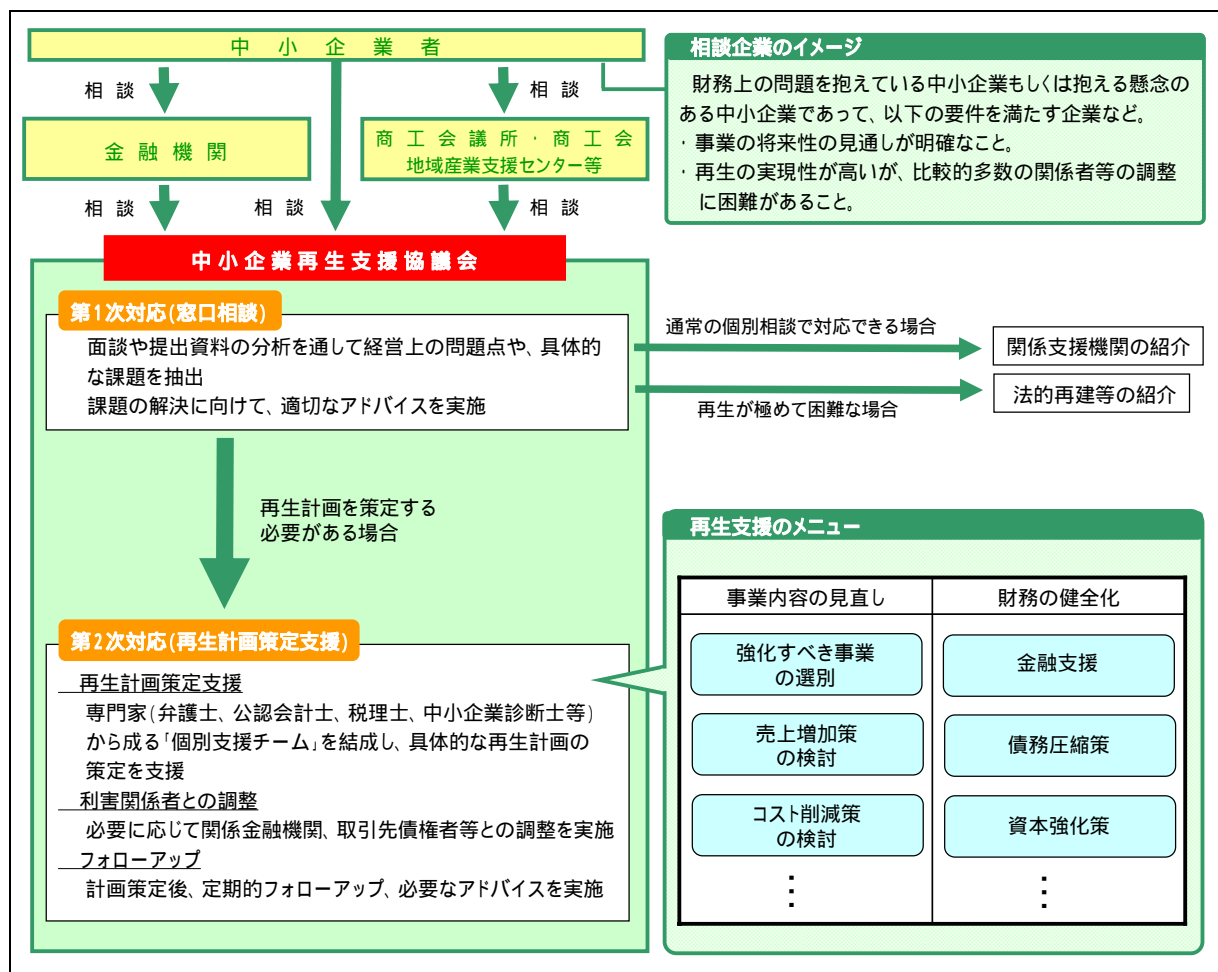 中小企業者
相談
相談
金融機関
商工会議所・商工会
地域産業支援センター等
相談
相談
相談
相談企業のイメージ
財務上の問題を抱えている中小企業もしくは抱える懸念の
ある中小企業であって、以下の要件を満たす企業など。
・事業の将来性の見通しが明確なこと。
・再生の実現性が高いが、比較的多数の関係者等の調整
に困難があること。
中小企業再生支援協議会
第1次対応(窓口相談)
面談や提出資料の分析を通して経営上の問題点や、具体的
な課題を抽出
課題の解決に向けて、適切なアドバイスを実施
通常の個別相談で対応できる場合
関係支援機関の紹介
法的再建等の紹介
再生が極めて困難な場合
再生計画を策定する
必要がある場合
第2次対応(再生計画策定支援)
再生計画策定支援
専門家(弁護士、公認会計士、税理士、中小企業診断士等)
から成る「個別支援チーム」を結成し、具体的な再生計画の
策定を支援
利害関係者との調整
必要に応じて関係金融機関、取引先債権者等との調整を実施
フォローアップ
計画策定後、定期的フォローアップ、必要なアドバイスを実施
再生支援のメニュー
事業内容の見直し
財務の健全化
強化すべき事業
の選別
金融支援
売上増加策
の検討
債務圧縮策
コスト削減策
の検討
資本強化策
⋮
⋮